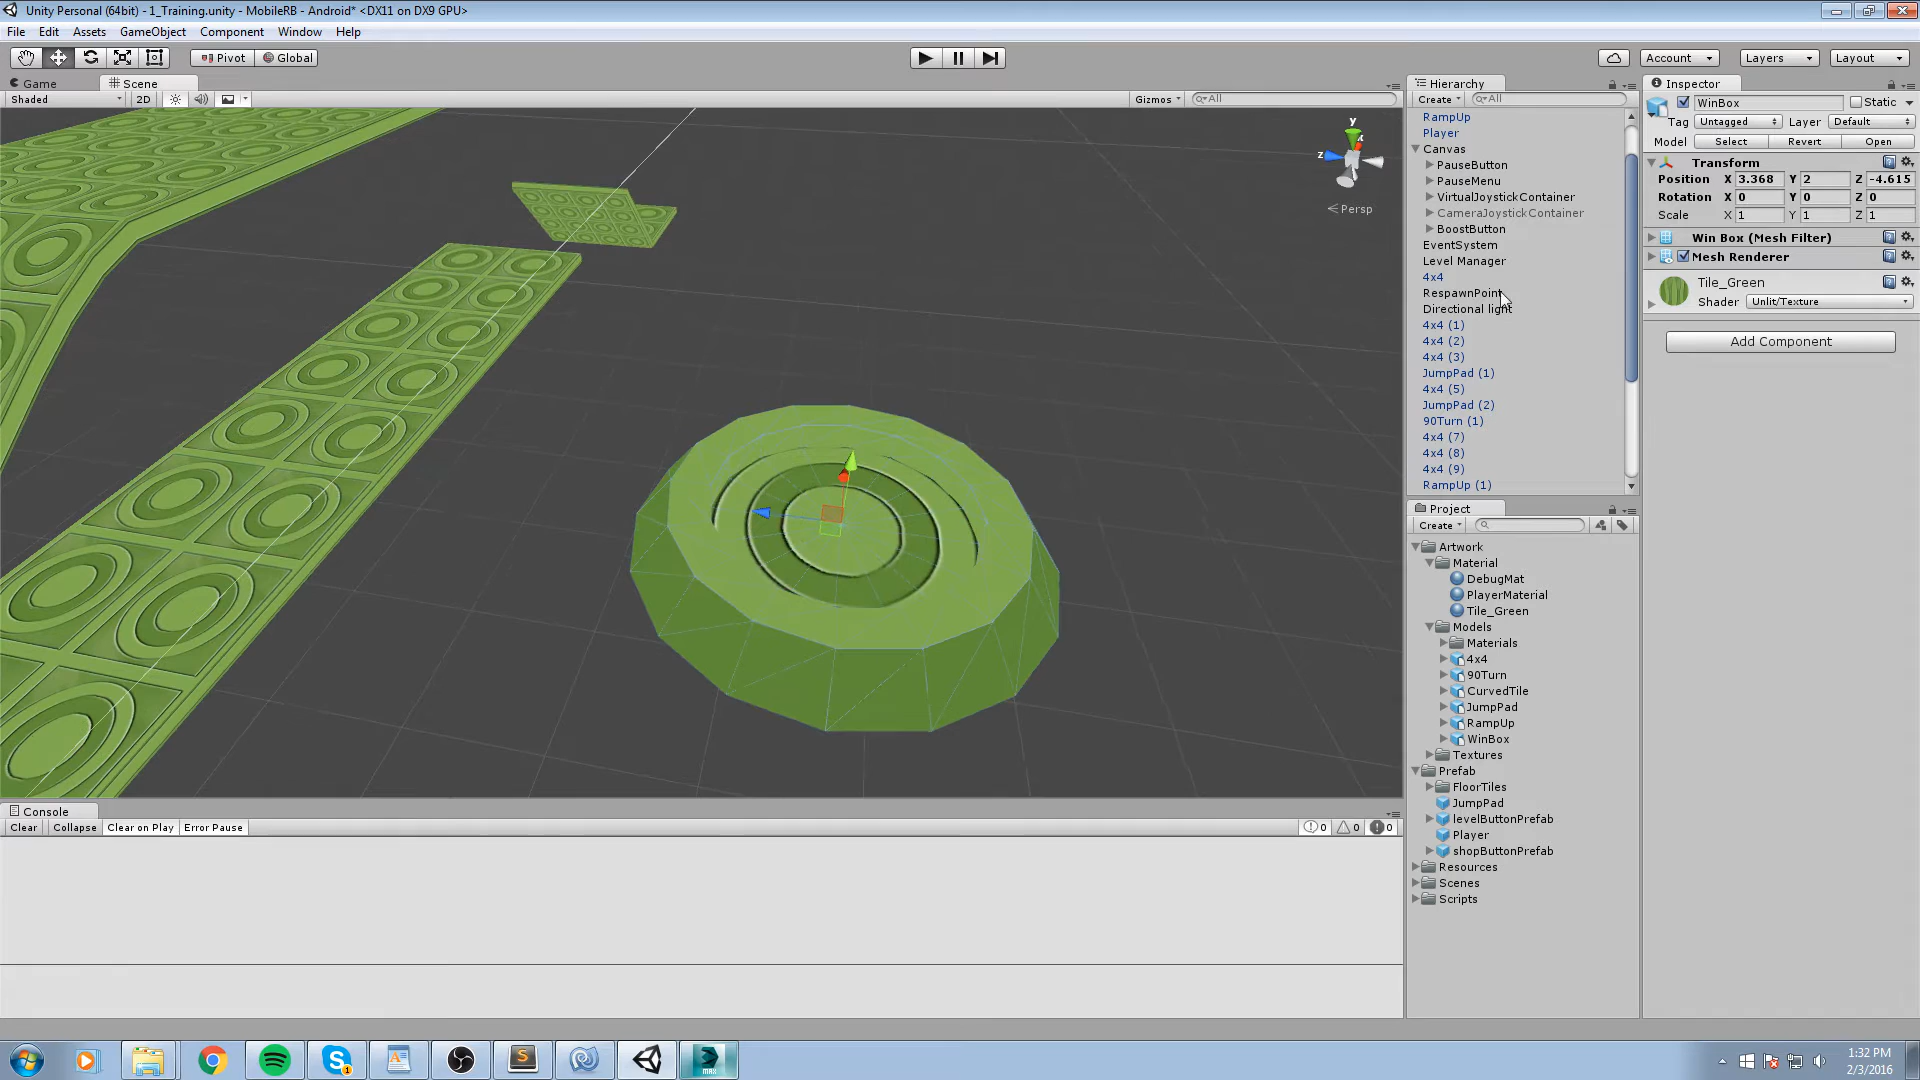 Unity Personal (64bit) - 1_Training.unity - MobileRB - Android* <DX11 on DX9 GPU>
File Edit Assets GameObject Component Window Help
Pivot Global Account Layers Layout
Game Scene
Shaded 2D Gizmos All
y
x
z
Persp
Console
Clear Collapse Clear on Play Error Pause 0 0 0
Hierarchy
Create All
RampUp
Player
Canvas
PauseButton
PauseMenu
VirtualJoystickContainer
CameraJoystickContainer
BoostButton
EventSystem
Level Manager
4x4
RespawnPoint
Directional light
4x4 (1)
4x4 (2)
4x4 (3)
JumpPad (1)
4x4 (5)
JumpPad (2)
90Turn (1)
4x4 (7)
4x4 (8)
4x4 (9)
RampUp (1)
Project
Create
Artwork
Material
DebugMat
PlayerMaterial
Tile_Green
Models
Materials
4x4
90Turn
CurvedTile
JumpPad
RampUp
WinBox
Textures
Prefab
FloorTiles
JumpPad
levelButtonPrefab
Player
shopButtonPrefab
Resources
Scenes
Scripts
Inspector
WinBox Static
Tag Untagged Layer Default
Model Select Revert Open
Transform
Position X 3.368 Y 2 Z -4.615
Rotation X 0 Y 0 Z 0
Scale X 1 Y 1 Z 1
Win Box (Mesh Filter)
Mesh Renderer
Tile_Green
Shader Unlit/Texture
Add Component
S 1 S MAX
1:32 PM
2/3/2016